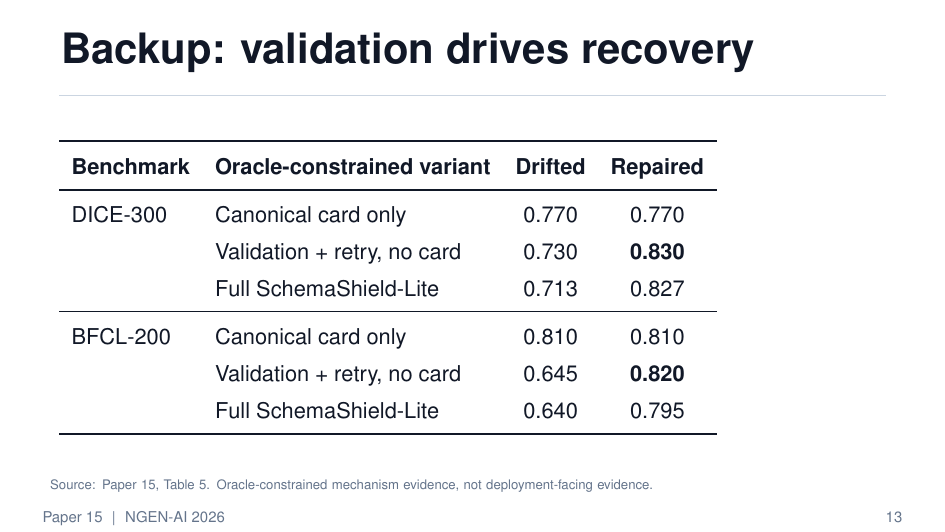 Backup: validation drives recovery
Benchmark Oracle-constrained variant Drifted Repaired
DICE-300 Canonical card only 0.770 0.770
Validation + retry, no card 0.730 0.830
Full SchemaShield-Lite 0.713 0.827
BFCL-200 Canonical card only 0.810 0.810
Validation + retry, no card 0.645 0.820
Full SchemaShield-Lite 0.640 0.795
Source: Paper 15, Table 5. Oracle-constrained mechanism evidence, not deployment-facing evidence.
Paper 15 | NGEN-AI 2026 13